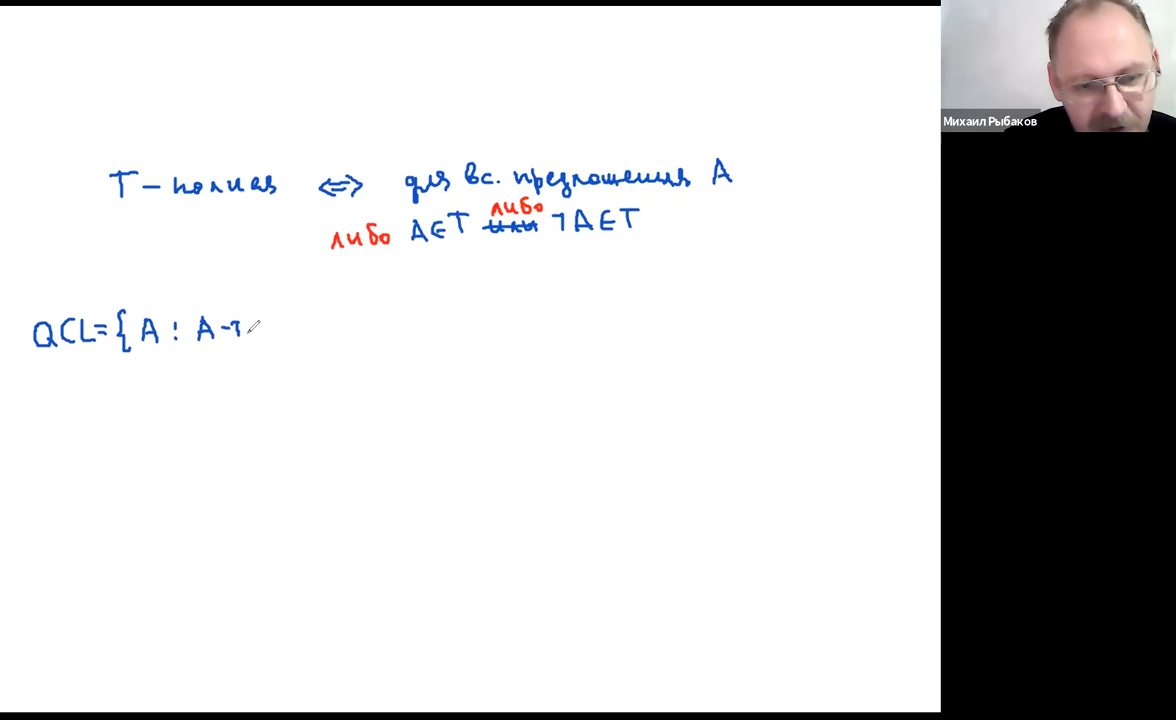 T – полная ⇔ для вс. предложения A
либо A∈T ~~или~~ либо ¬A∈T
QCL={ A : A–т
Михаил Рыбаков